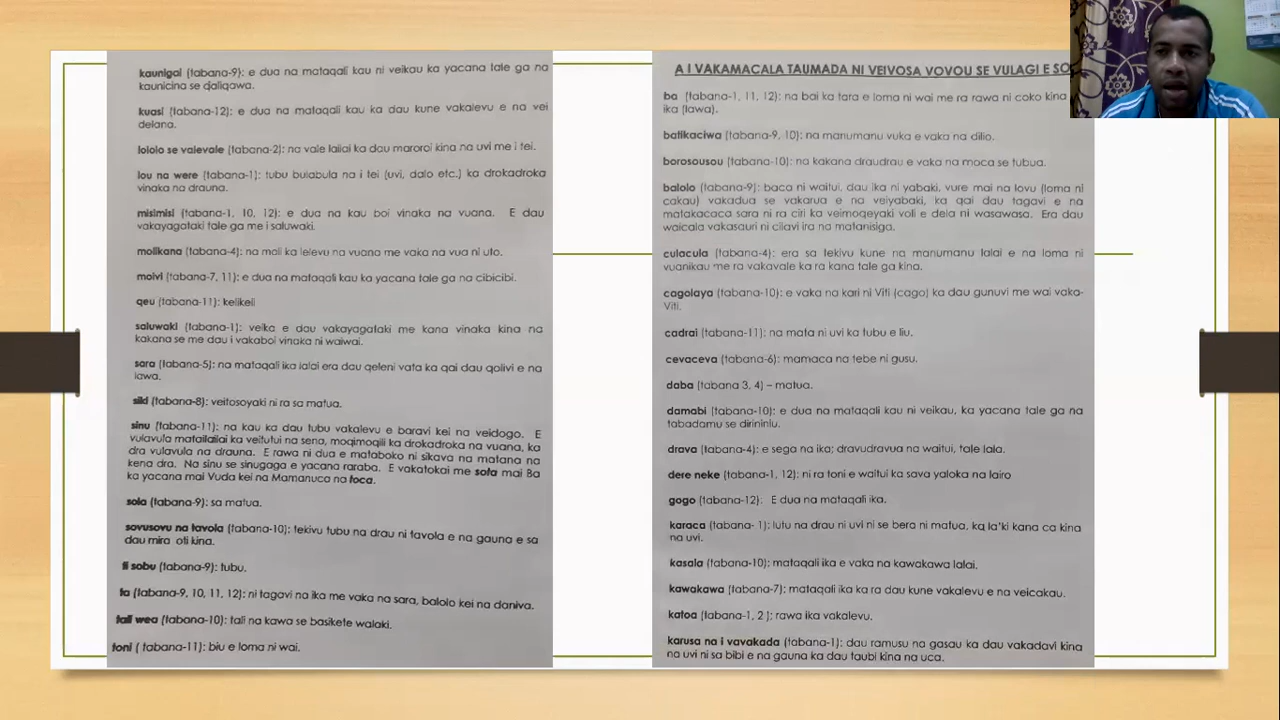 kaunigai (tabana-9): e dua na mataqali kau ni veikau ka yacana tale ga na
kaunicina se qaliqawa.
kuasi (tabana-12): e dua na mataqali kau ka dau kune vakalevu e na vei
delana.
lololo se valevale (tabana-2): na vale lailai ka dau maroroi kina na uvi me i tei.
lou na were (tabana-1): tubu bulabula na i tei (uvi, dalo etc.) ka drokadroka
vinaka na drauna.
misimisi (tabana-1, 10, 12): e dua na kau boi vinaka na vuana. E dau
vakayagataki tale ga me i saluwaki.
molikana (tabana-4): na moli ka lelevu na vuana me vaka na vua ni uto.
moivi (tabana-7, 11): e dua na mataqali kau ka yacana tale ga na cibicibi.
qeu (tabana-11): kelikeli
saluwaki (tabana-1): veika e dau vakayagataki me kana vinaka kina na
kakana se me dau i vakaboi vinaka ni waiwai.
sara (tabana-5): na mataqali ika lalai era dau qeleni vata ka qai dau qolivi e na
lawa.
siki (tabana-8): veitosoyaki ni ra sa matua.
sinu (tabana-11): na kau ka dau tubu vakalevu e baravi kei na veidogo. E
vulavula matailailai ka veitutui na sena, moqimoqili ka drokadroka na vuana, ka
dra vulavula na drauna. E rawa ni dua e mataboko ni sikava na matana na
kena dra. Na sinu se sinugaga e yacana raraba. E vakatokai me sota mai Ba
ka yacana mai Vuda kei na Mamanuca na toca.
sola (tabana-9): sa matua.
sovusovu na tavola (tabana-10): tekivu tubu na drau ni tavola e na gauna e sa
dau mira oti kina.
ti sobu (tabana-9): tubu.
ta (tabana-9, 10, 11, 12): ni tagavi na ika me vaka na sara, balolo kei na daniva.
tali wea (tabana-10): tali na kawa se basikete walaki.
toni ( tabana-11): biu e loma ni wai.
A I VAKAMACALA TAUMADA NI VEIVOSA VOVOU SE VULAGI E SO
ba (tabana-1, 11, 12): na bai ka tara e loma ni wai me ra rawa ni coko kina
ika (lawa).
batikaciwa (tabana-9, 10): na manumanu vuka e vaka na dilio.
borosousou (tabana-10): na kakana draudrau e vaka na moca se tubua.
balolo (tabana-9): baca ni waitui, dau ika ni yabaki, vure mai na lovu (loma ni
cakau) vakadua se vakarua e na veiyabaki, ka qai dau tagavi e na
matakacaca sara ni ra ciri ka veimoqeyaki voli e dela ni wasawasa. Era dau
waicala vakasauri ni cilavi ira na matanisiga.
culacula (tabana-4): era sa tekivu kune na manumanu lalai e na loma ni
vuanikau me ra vakavale ka ra kana tale ga kina.
cagolaya (tabana-10): e vaka na kari ni Viti (cago) ka dau gunuvi me wai vaka-
Viti.
cadrai (tabana-11): na mata ni uvi ka tubu e liu.
cevaceva (tabana-6): mamaca na tebe ni gusu.
daba (tabana 3, 4) – matua.
damabi (tabana-10): e dua na mataqali kau ni veikau, ka yacana tale ga na
tabadamu se dirininiu.
drava (tabana-4): e sega na ika; dravudravua na waitui, tale lala.
dere neke (tabana-1, 12): ni ra toni e waitui ka sava yaloka na lairo
gogo (tabana-12): E dua na mataqali ika.
karaca (tabana- 1): lutu na drau ni uvi ni se bera ni matua, ka la'ki kana ca kina
na uvi.
kasala (tabana-10): mataqali ika e vaka na kawakawa lalai.
kawakawa (tabana-7): mataqali ika ka ra dau kune vakalevu e na veicakau.
katoa (tabana-1, 2 ): rawa ika vakalevu.
karusa na i vavakada (tabana-1): dau ramusu na gasau ka dau vakadavi kina
na uvi ni sa bibi e na gauna ka dau taubi kina na uca.